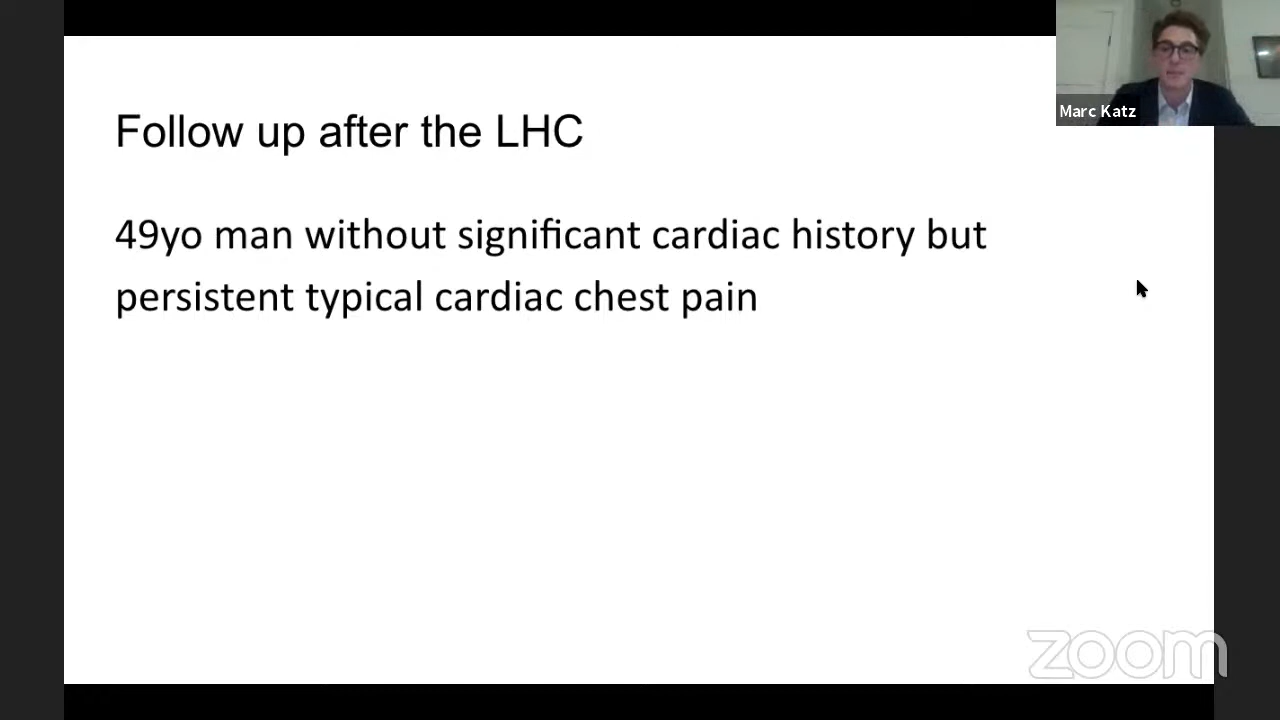 Marc Katz
Follow up after the LHC
49yo man without significant cardiac history but
persistent typical cardiac chest pain
zoom